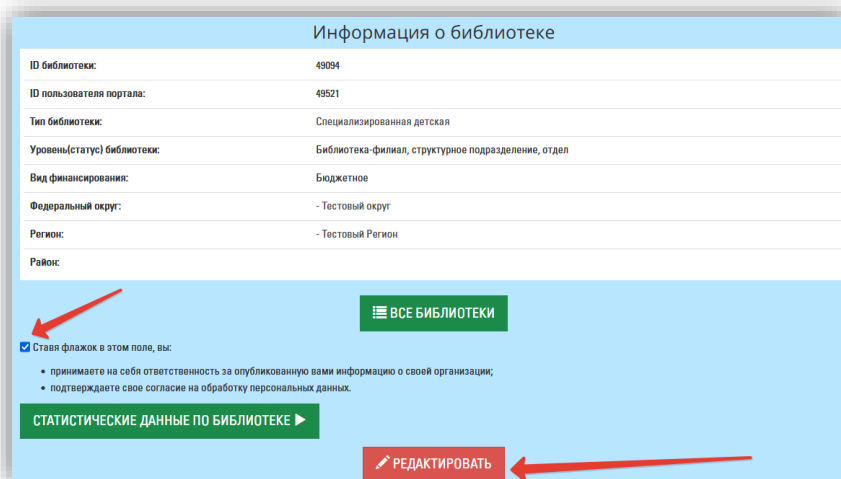 Информация о библиотеке
ID библиотеки: 49094
ID пользователя портала: 49521
Тип библиотеки: Специализированная детская
Уровень(статус) библиотеки: Библиотека-филиал, структурное подразделение, отдел
Вид финансирования: Бюджетное
Федеральный округ: - Тестовый округ
Регион: - Тестовый Регион
Район:
ВСЕ БИБЛИОТЕКИ
Ставя флажок в этом поле, вы:
• принимаете на себя ответственность за опубликованную вами информацию о своей организации;
• подтверждаете свое согласие на обработку персональных данных.
СТАТИСТИЧЕСКИЕ ДАННЫЕ ПО БИБЛИОТЕКЕ
РЕДАКТИРОВАТЬ